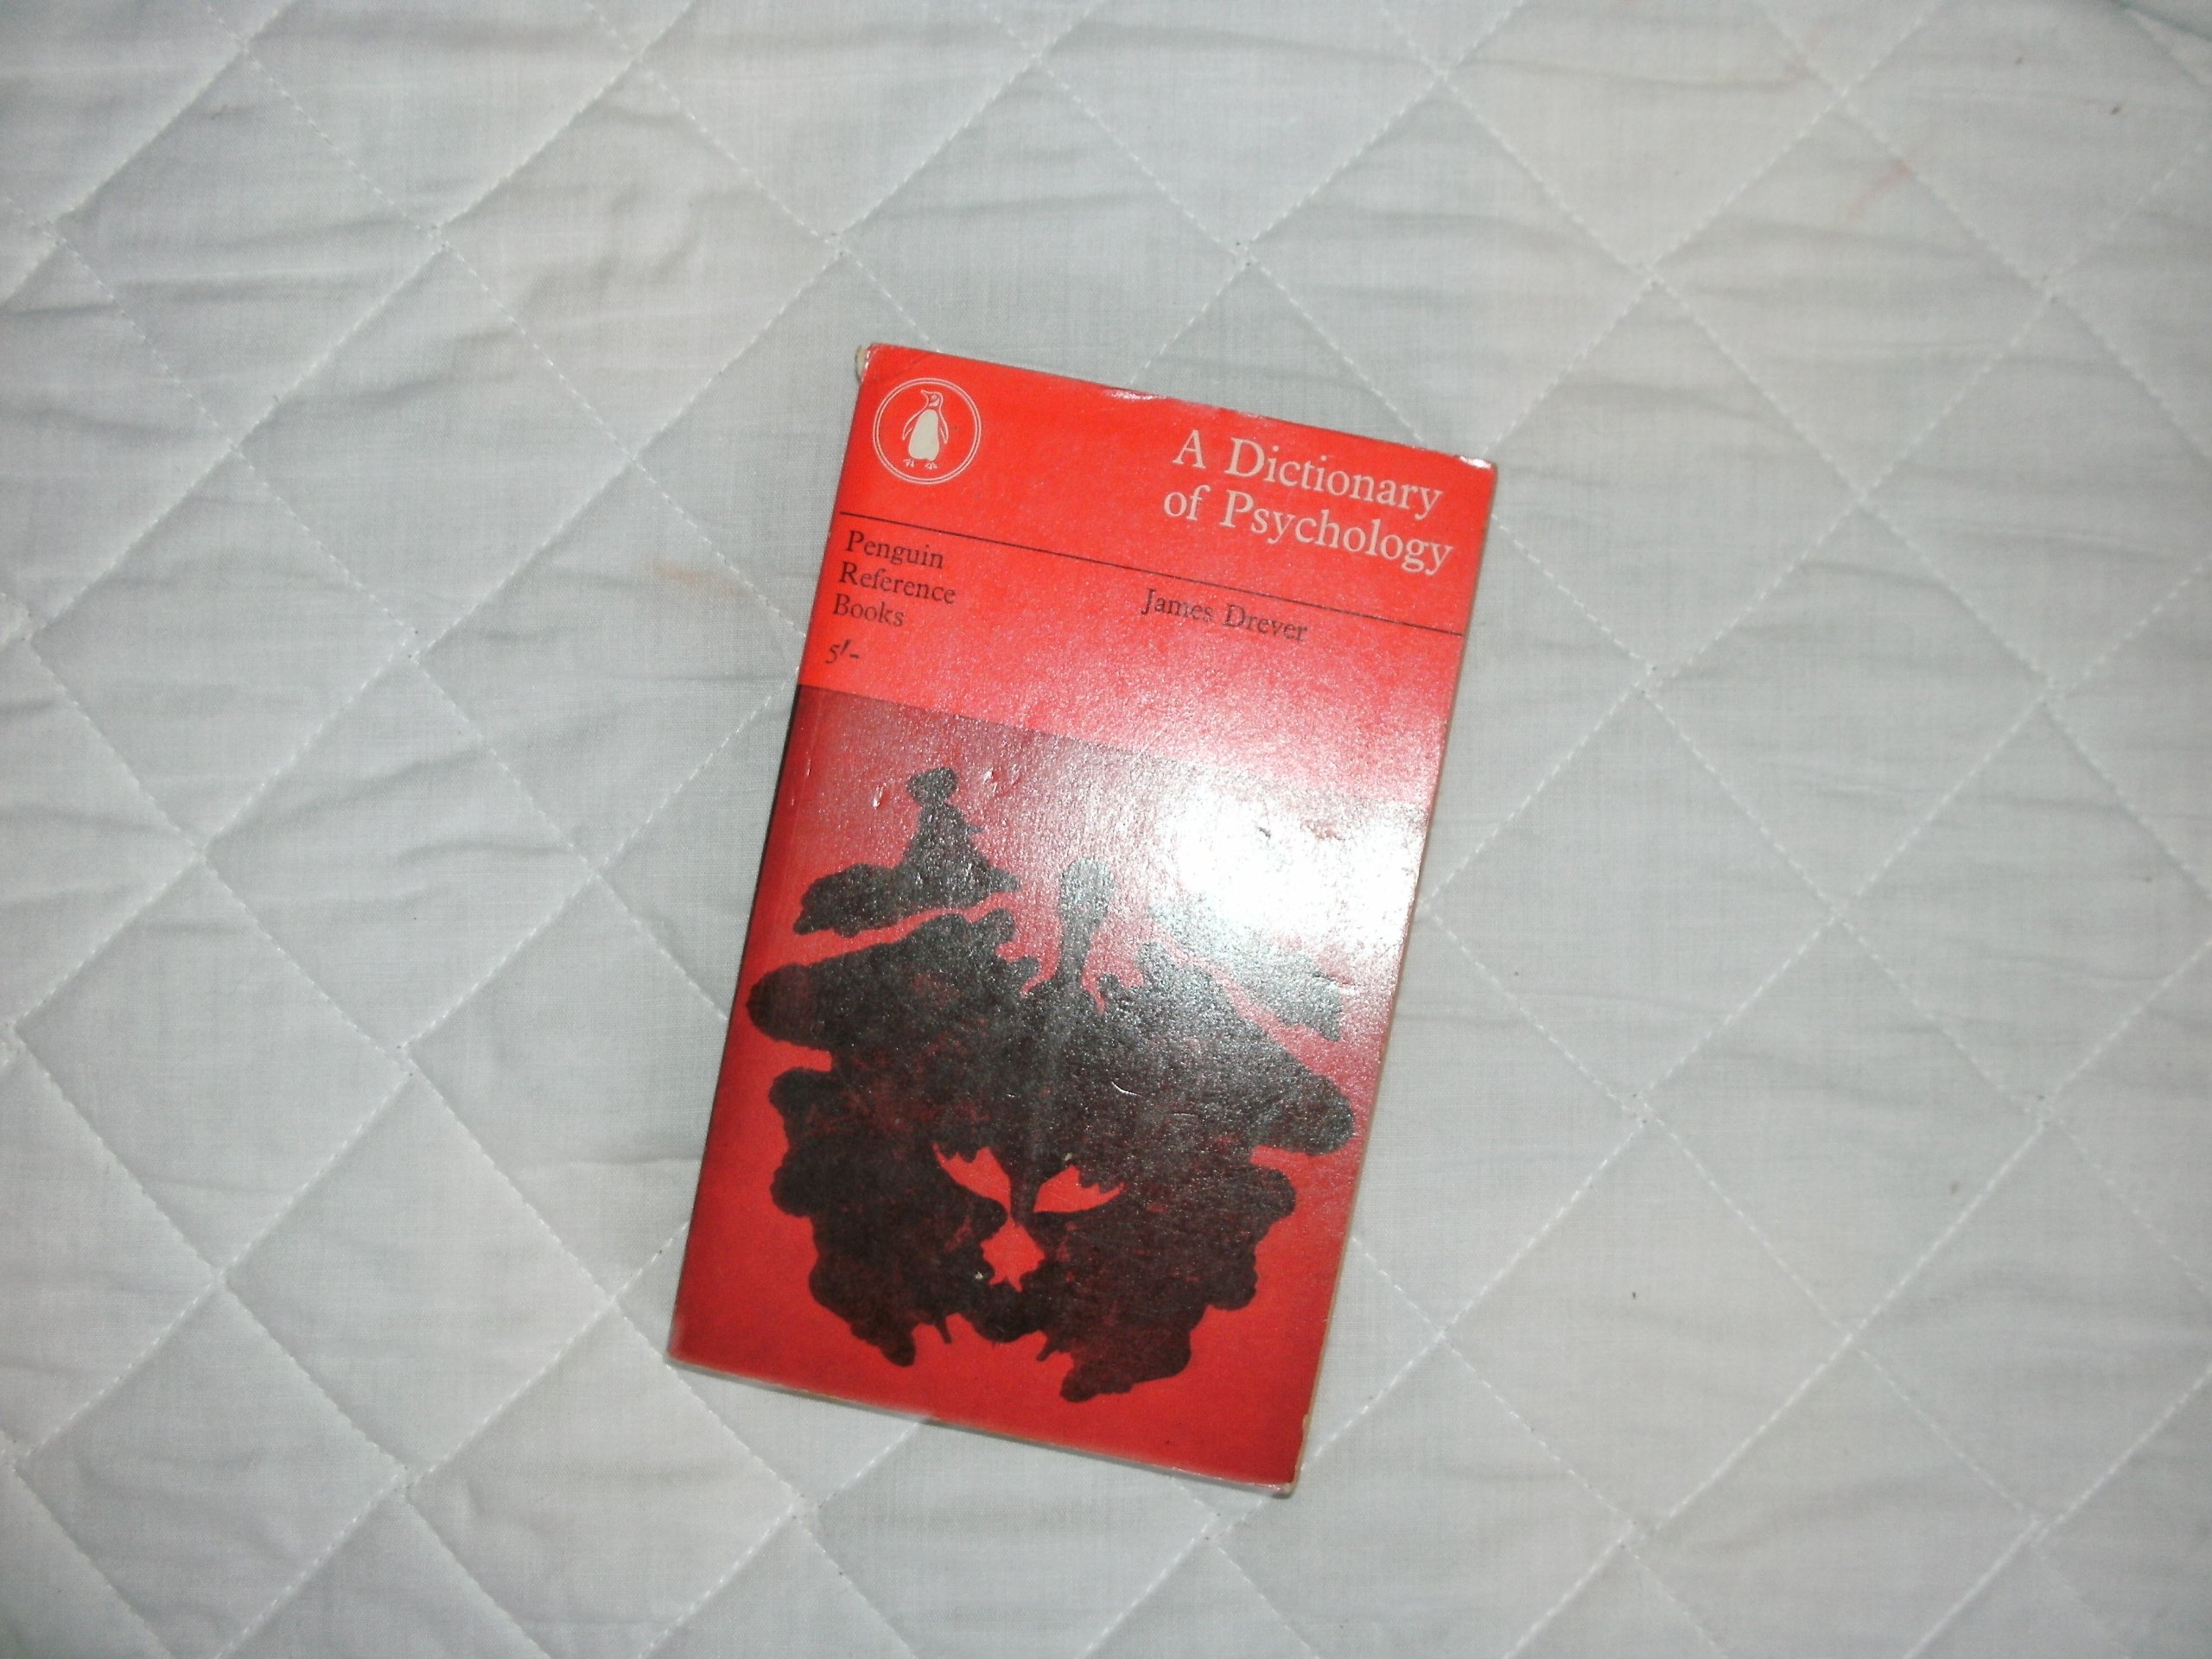 A Dictionary
of Psychology
Penguin
Reference
Books
5/-
James Drever